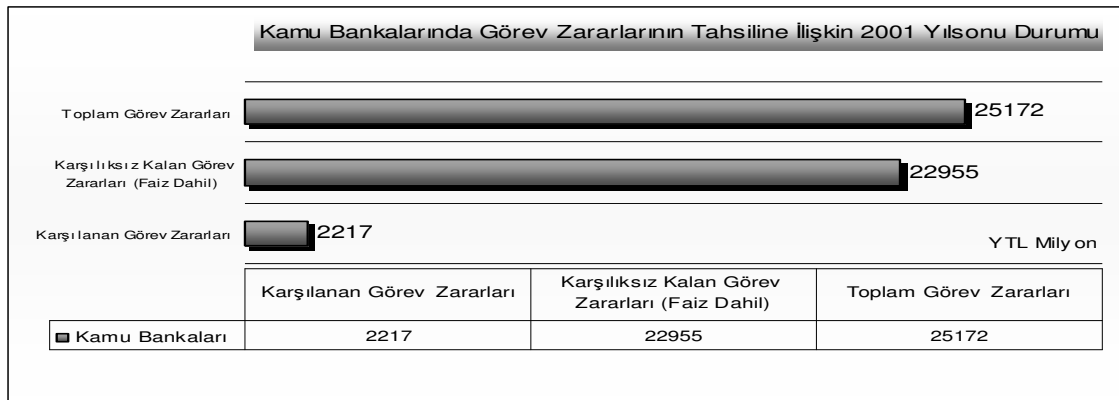 Kamu Bankalarında Görev Zararlarının Tahsiline İlişkin 2001 Yılsonu Durumu
Toplam Görev Zararları
25172
Karşılıksız Kalan Görev
Zararları (Faiz Dahil)
22955
Karşılanan Görev Zararları
2217
YTL Milyon
Karşılanan Görev Zararları
Karşılıksız Kalan Görev
Zararları (Faiz Dahil)
Toplam Görev Zararları
Kamu Bankaları
2217
22955
25172